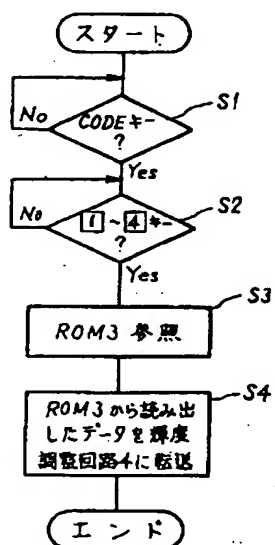 スタート
CODEキー
?
S1
No
Yes
1~4キー
?
S2
No
Yes
S3
ROM3 参照
S4
ROM3から読み出
したデータを輝度
調整回路4に転送
エンド